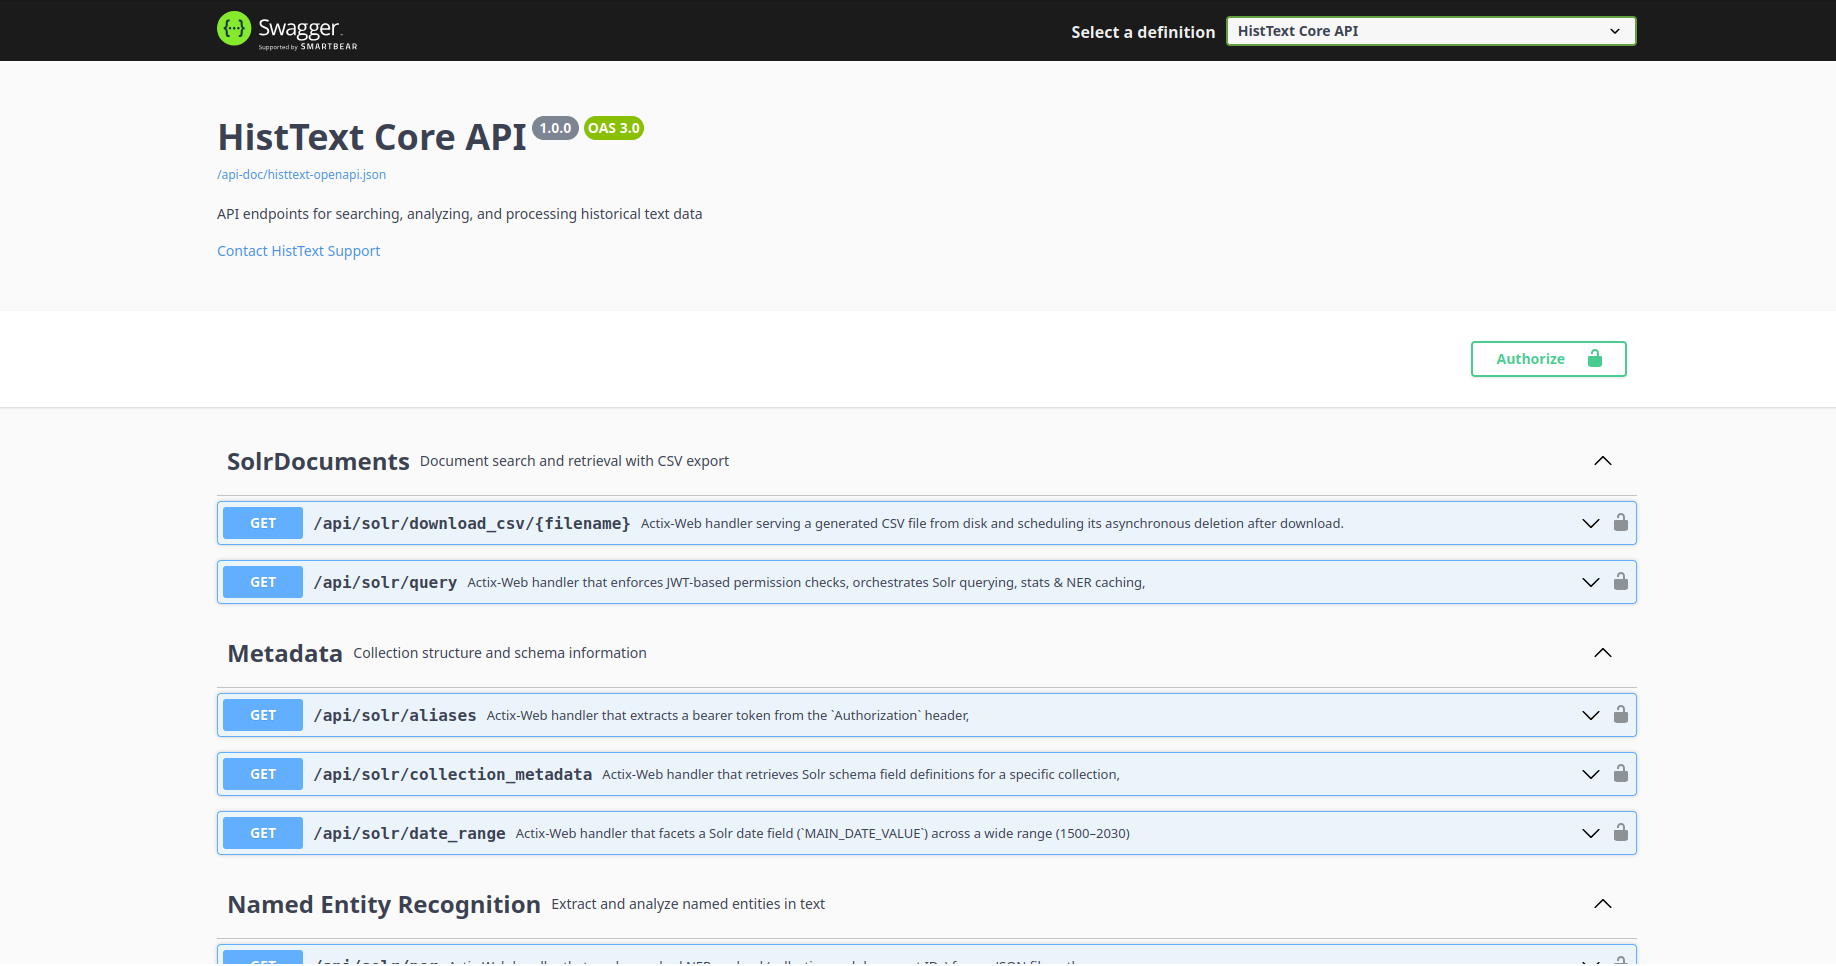 Swagger
Supported by SMARTBEAR
Select a definition
HistText Core API
HistText Core API 1.0.0 OAS 3.0
/api-doc/histtext-openapi.json
API endpoints for searching, analyzing, and processing historical text data
Contact HistText Support
Authorize
SolrDocuments Document search and retrieval with CSV export
GET /api/solr/download_csv/{filename} Actix-Web handler serving a generated CSV file from disk and scheduling its asynchronous deletion after download.
GET /api/solr/query Actix-Web handler that enforces JWT-based permission checks, orchestrates Solr querying, stats & NER caching,
Metadata Collection structure and schema information
GET /api/solr/aliases Actix-Web handler that extracts a bearer token from the `Authorization` header,
GET /api/solr/collection_metadata Actix-Web handler that retrieves Solr schema field definitions for a specific collection,
GET /api/solr/date_range Actix-Web handler that facets a Solr date field (`MAIN_DATE_VALUE`) across a wide range (1500–2030)
Named Entity Recognition Extract and analyze named entities in text
GET